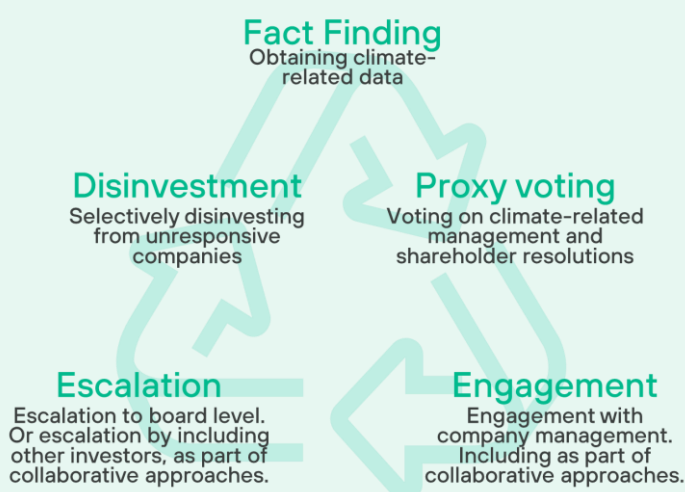 Fact Finding
Obtaining climate-
related data
Disinvestment
Selectively disinvesting
from unresponsive
companies
Proxy voting
Voting on climate-related
management and
shareholder resolutions
Escalation
Escalation to board level.
Or escalation by including
other investors, as part of
collaborative approaches.
Engagement
Engagement with
company management.
Including as part of
collaborative approaches.